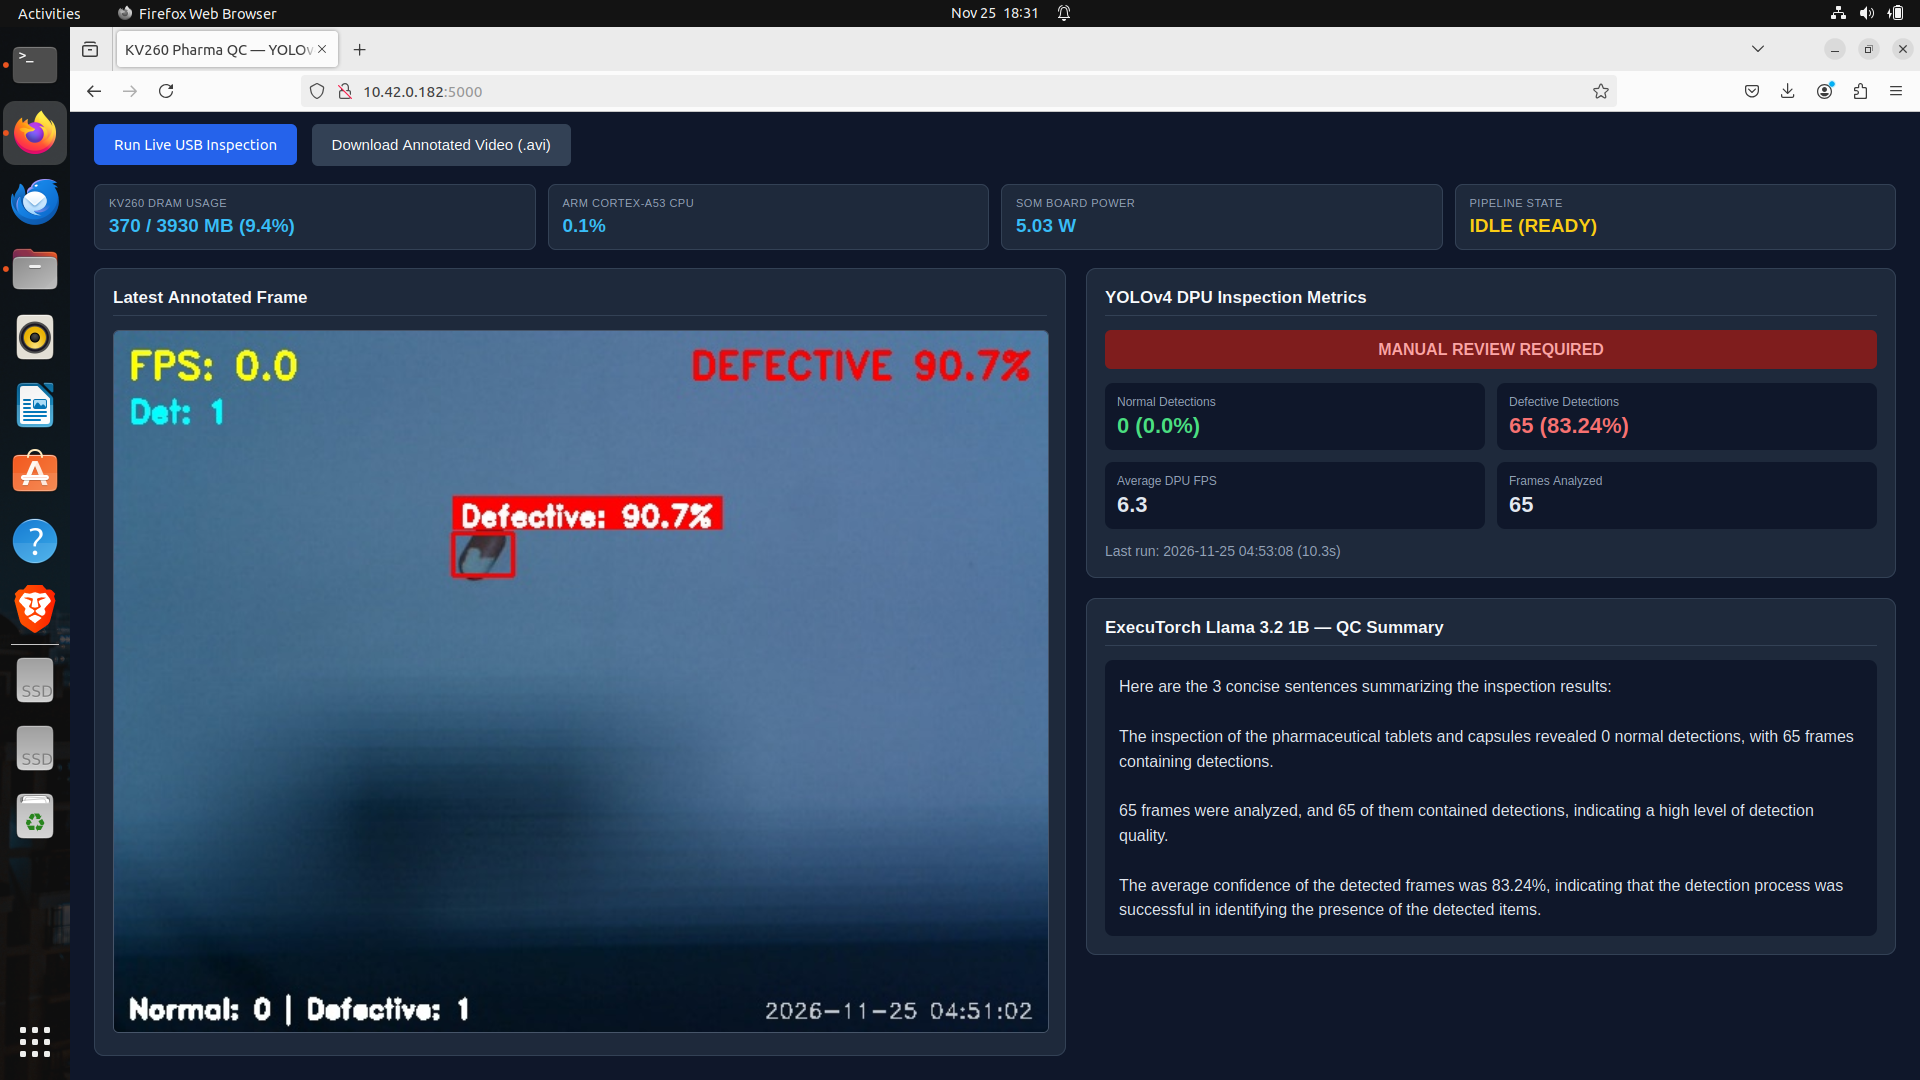 Activities
Firefox Web Browser
Nov 25 18:31
KV260 Pharma QC — YOLOv
10.42.0.182:5000
Run Live USB Inspection
Download Annotated Video (.avi)
KV260 DRAM USAGE
370 / 3930 MB (9.4%)
ARM CORTEX-A53 CPU
0.1%
SOM BOARD POWER
5.03 W
PIPELINE STATE
IDLE (READY)
Latest Annotated Frame
FPS: 0.0
DEFECTIVE 90.7%
Det: 1
Defective: 90.7%
Normal: 0 | Defective: 1
2026-11-25 04:51:02
YOLOv4 DPU Inspection Metrics
MANUAL REVIEW REQUIRED
Normal Detections
0 (0.0%)
Defective Detections
65 (83.24%)
Average DPU FPS
6.3
Frames Analyzed
65
Last run: 2026-11-25 04:53:08 (10.3s)
ExecuTorch Llama 3.2 1B — QC Summary
Here are the 3 concise sentences summarizing the inspection results:
The inspection of the pharmaceutical tablets and capsules revealed 0 normal detections, with 65 frames
containing detections.
65 frames were analyzed, and 65 of them contained detections, indicating a high level of detection
quality.
The average confidence of the detected frames was 83.24%, indicating that the detection process was
successful in identifying the presence of the detected items.
SSD
SSD